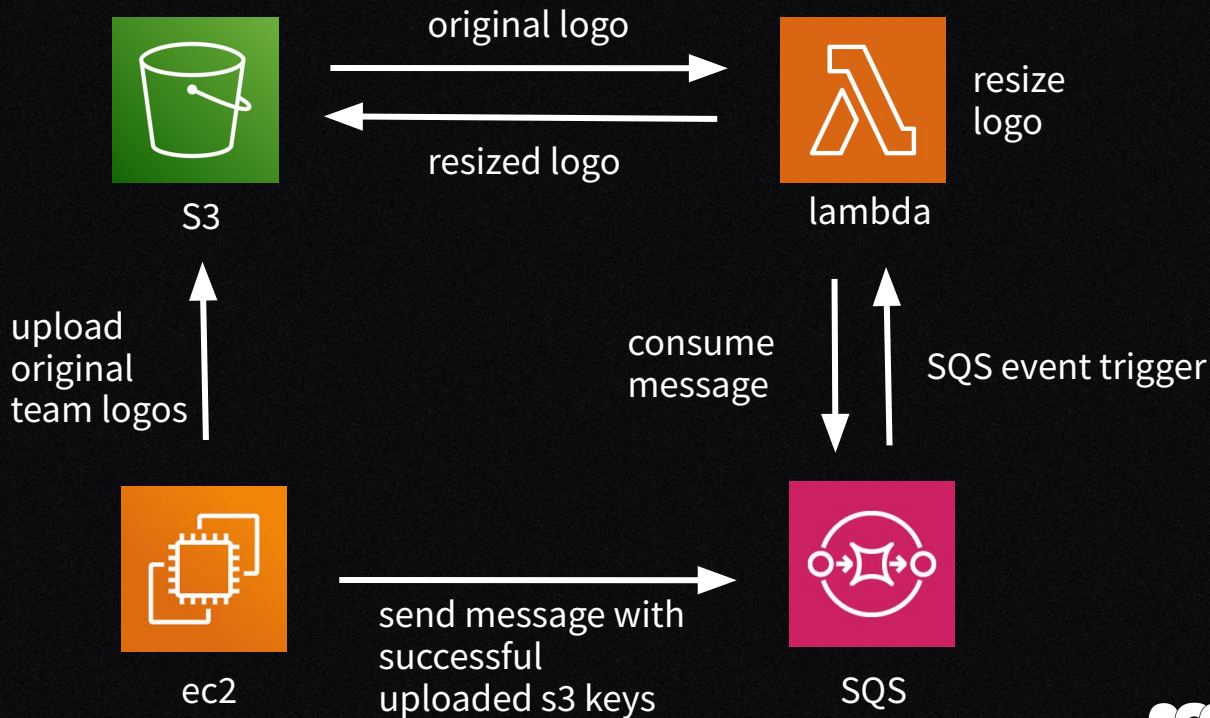 original logo
resize
logo
resized logo
S3
lambda
upload
original
team logos
consume
message
SQS event trigger
send message with
successful
uploaded s3 keys
ec2
SQS